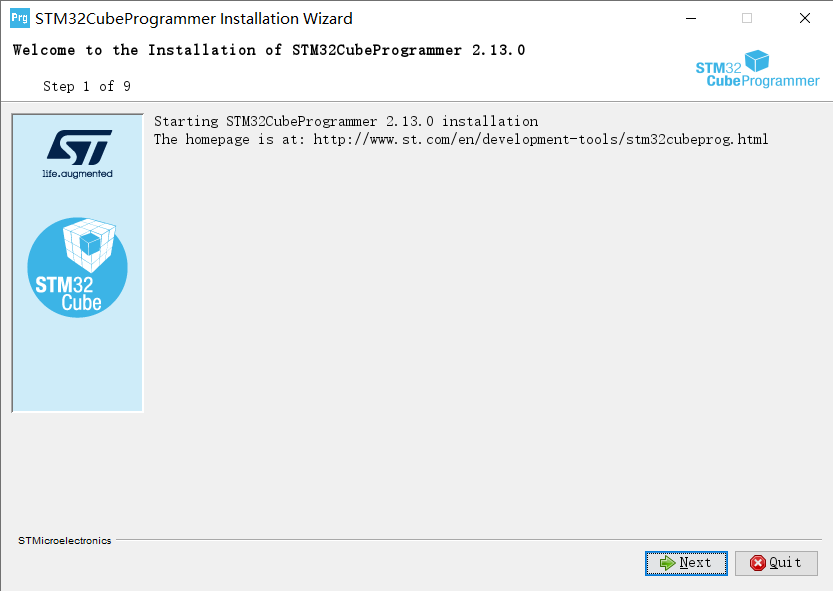 Prg STM32CubeProgrammer Installation Wizard
Welcome to the Installation of STM32CubeProgrammer 2.13.0
Step 1 of 9
STM32
CubeProgrammer
ST
life.augmented
STM32
Cube
Starting STM32CubeProgrammer 2.13.0 installation
The homepage is at: http://www.st.com/en/development-tools/stm32cubeprog.html
STMicroelectronics
Next
Quit